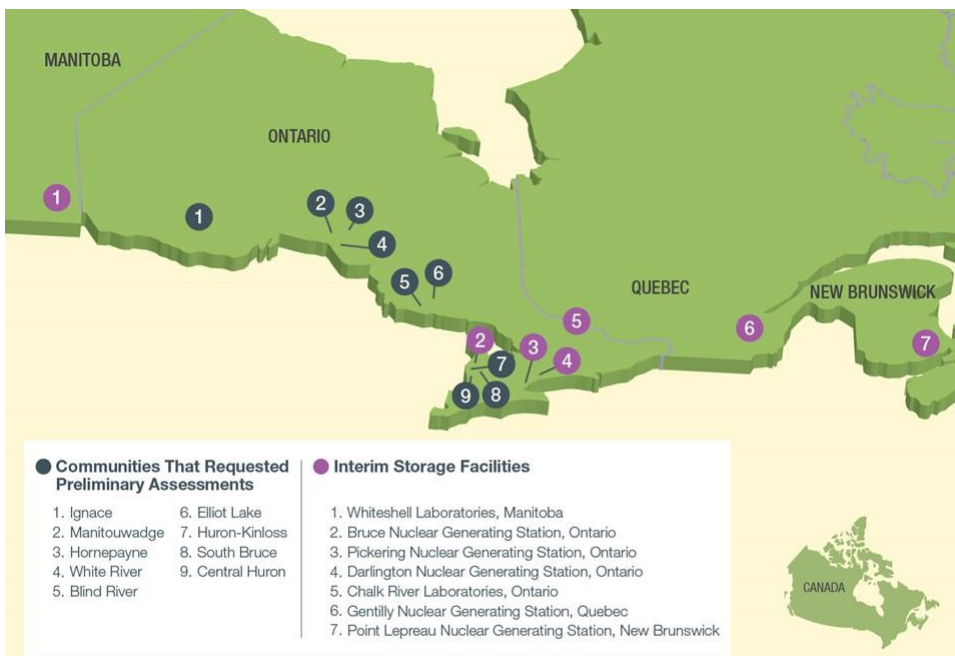 MANITOBA
ONTARIO
QUEBEC
NEW BRUNSWICK
1
1
2
3
4
5
6
2
7
9
8
3
4
5
6
7
Communities That Requested
Preliminary Assessments
1. Ignace
2. Manitouwadge
3. Hornepayne
4. White River
5. Blind River
6. Elliot Lake
7. Huron-Kinloss
8. South Bruce
9. Central Huron
Interim Storage Facilities
1. Whiteshell Laboratories, Manitoba
2. Bruce Nuclear Generating Station, Ontario
3. Pickering Nuclear Generating Station, Ontario
4. Darlington Nuclear Generating Station, Ontario
5. Chalk River Laboratories, Ontario
6. Gentilly Nuclear Generating Station, Quebec
7. Point Lepreau Nuclear Generating Station, New Brunswick
CANADA